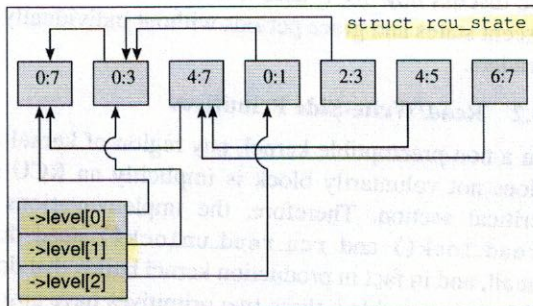 struct rcu_state
0:7 0:3 4:7 0:1 2:3 4:5 6:7
->level[0]
->level[1]
->level[2]